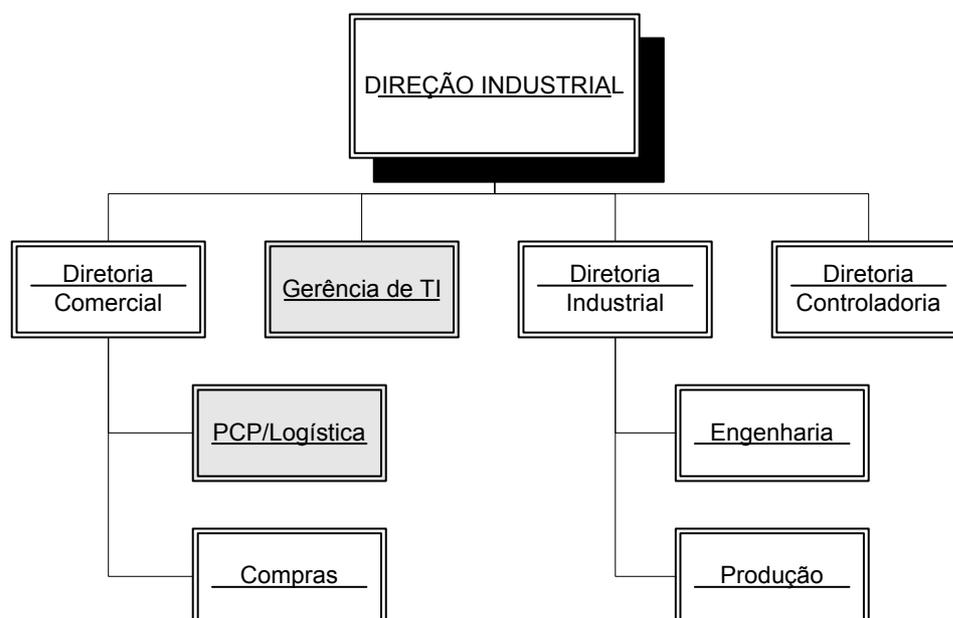 DIREÇÃO INDUSTRIAL
Diretoria
Comercial
Gerência de TI
Diretoria
Industrial
Diretoria
Controladoria
PCP/Logística
Engenharia
Compras
Produção